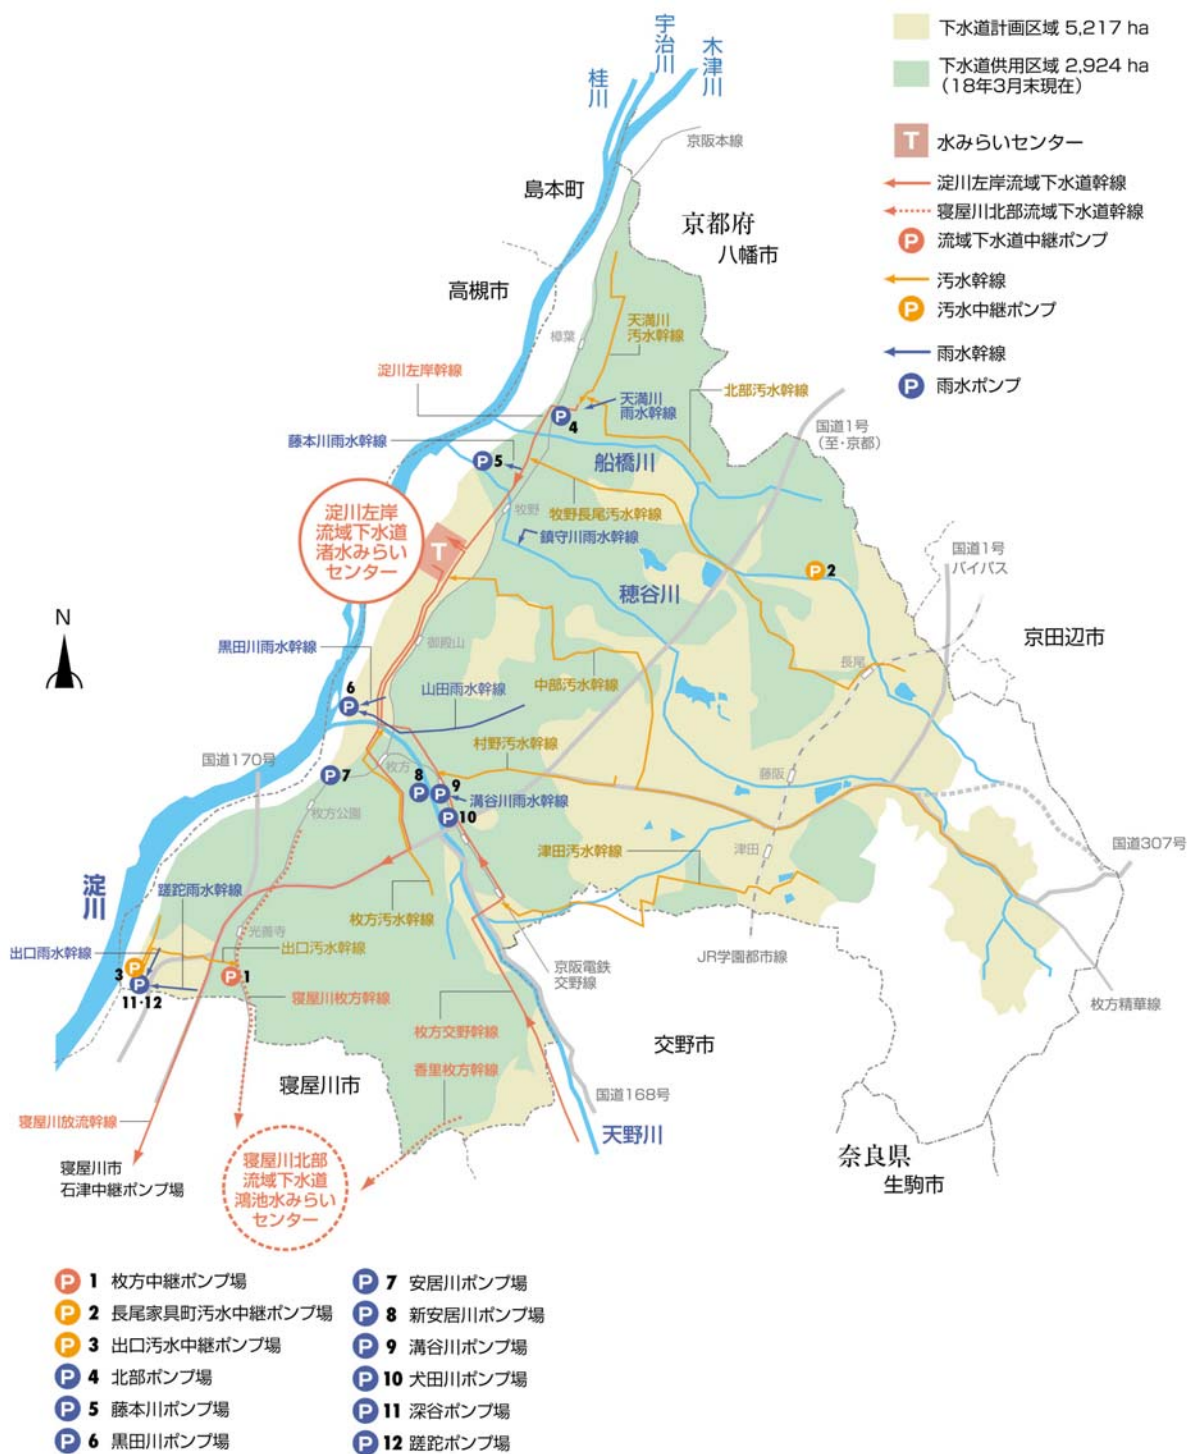 下水道計画区域 5,217 ha
下水道供用区域 2,924 ha
（18年3月末現在）
T 水みらいセンター
淀川左岸流域下水道幹線
寝屋川北部流域下水道幹線
P 流域下水道中継ポンプ
汚水幹線
P 汚水中継ポンプ
雨水幹線
P 雨水ポンプ
桂川
宇治川
木津川
京阪本線
島本町
京都府
八幡市
高槻市
樟葉
天満川
汚水幹線
淀川左岸幹線
天満川
雨水幹線
北部汚水幹線
国道1号
（至・京都）
P
4
藤本川雨水幹線
P 5
船橋川
牧野
牧野長尾汚水幹線
鎮守川雨水幹線
淀川左岸
流域下水道
渚水みらい
センター
T
国道1号
バイパス
P 2
穂谷川
京田辺市
N
黒田川雨水幹線
御殿山
中部汚水幹線
長尾
6
P
山田雨水幹線
村野汚水幹線
国道170号
枚方
P 7
8
P
9
P
溝谷川雨水幹線
藤阪
枚方公園
P 10
津田汚水幹線
津田
国道307号
淀川
蹉跎雨水幹線
枚方汚水幹線
光善寺
出口雨水幹線
出口汚水幹線
3 P
P
11・12
P 1
京阪電鉄
交野線
JR学園都市線
枚方精華線
寝屋川枚方幹線
枚方交野幹線
交野市
香里枚方幹線
寝屋川市
国道168号
寝屋川放流幹線
天野川
寝屋川市
石津中継ポンプ場
寝屋川北部
流域下水道
鴻池水みらい
センター
奈良県
生駒市
P 1 枚方中継ポンプ場
P 2 長尾家具町汚水中継ポンプ場
P 3 出口汚水中継ポンプ場
P 4 北部ポンプ場
P 5 藤本川ポンプ場
P 6 黒田川ポンプ場
P 7 安居川ポンプ場
P 8 新安居川ポンプ場
P 9 溝谷川ポンプ場
P 10 犬田川ポンプ場
P 11 深谷ポンプ場
P 12 蹉跎ポンプ場